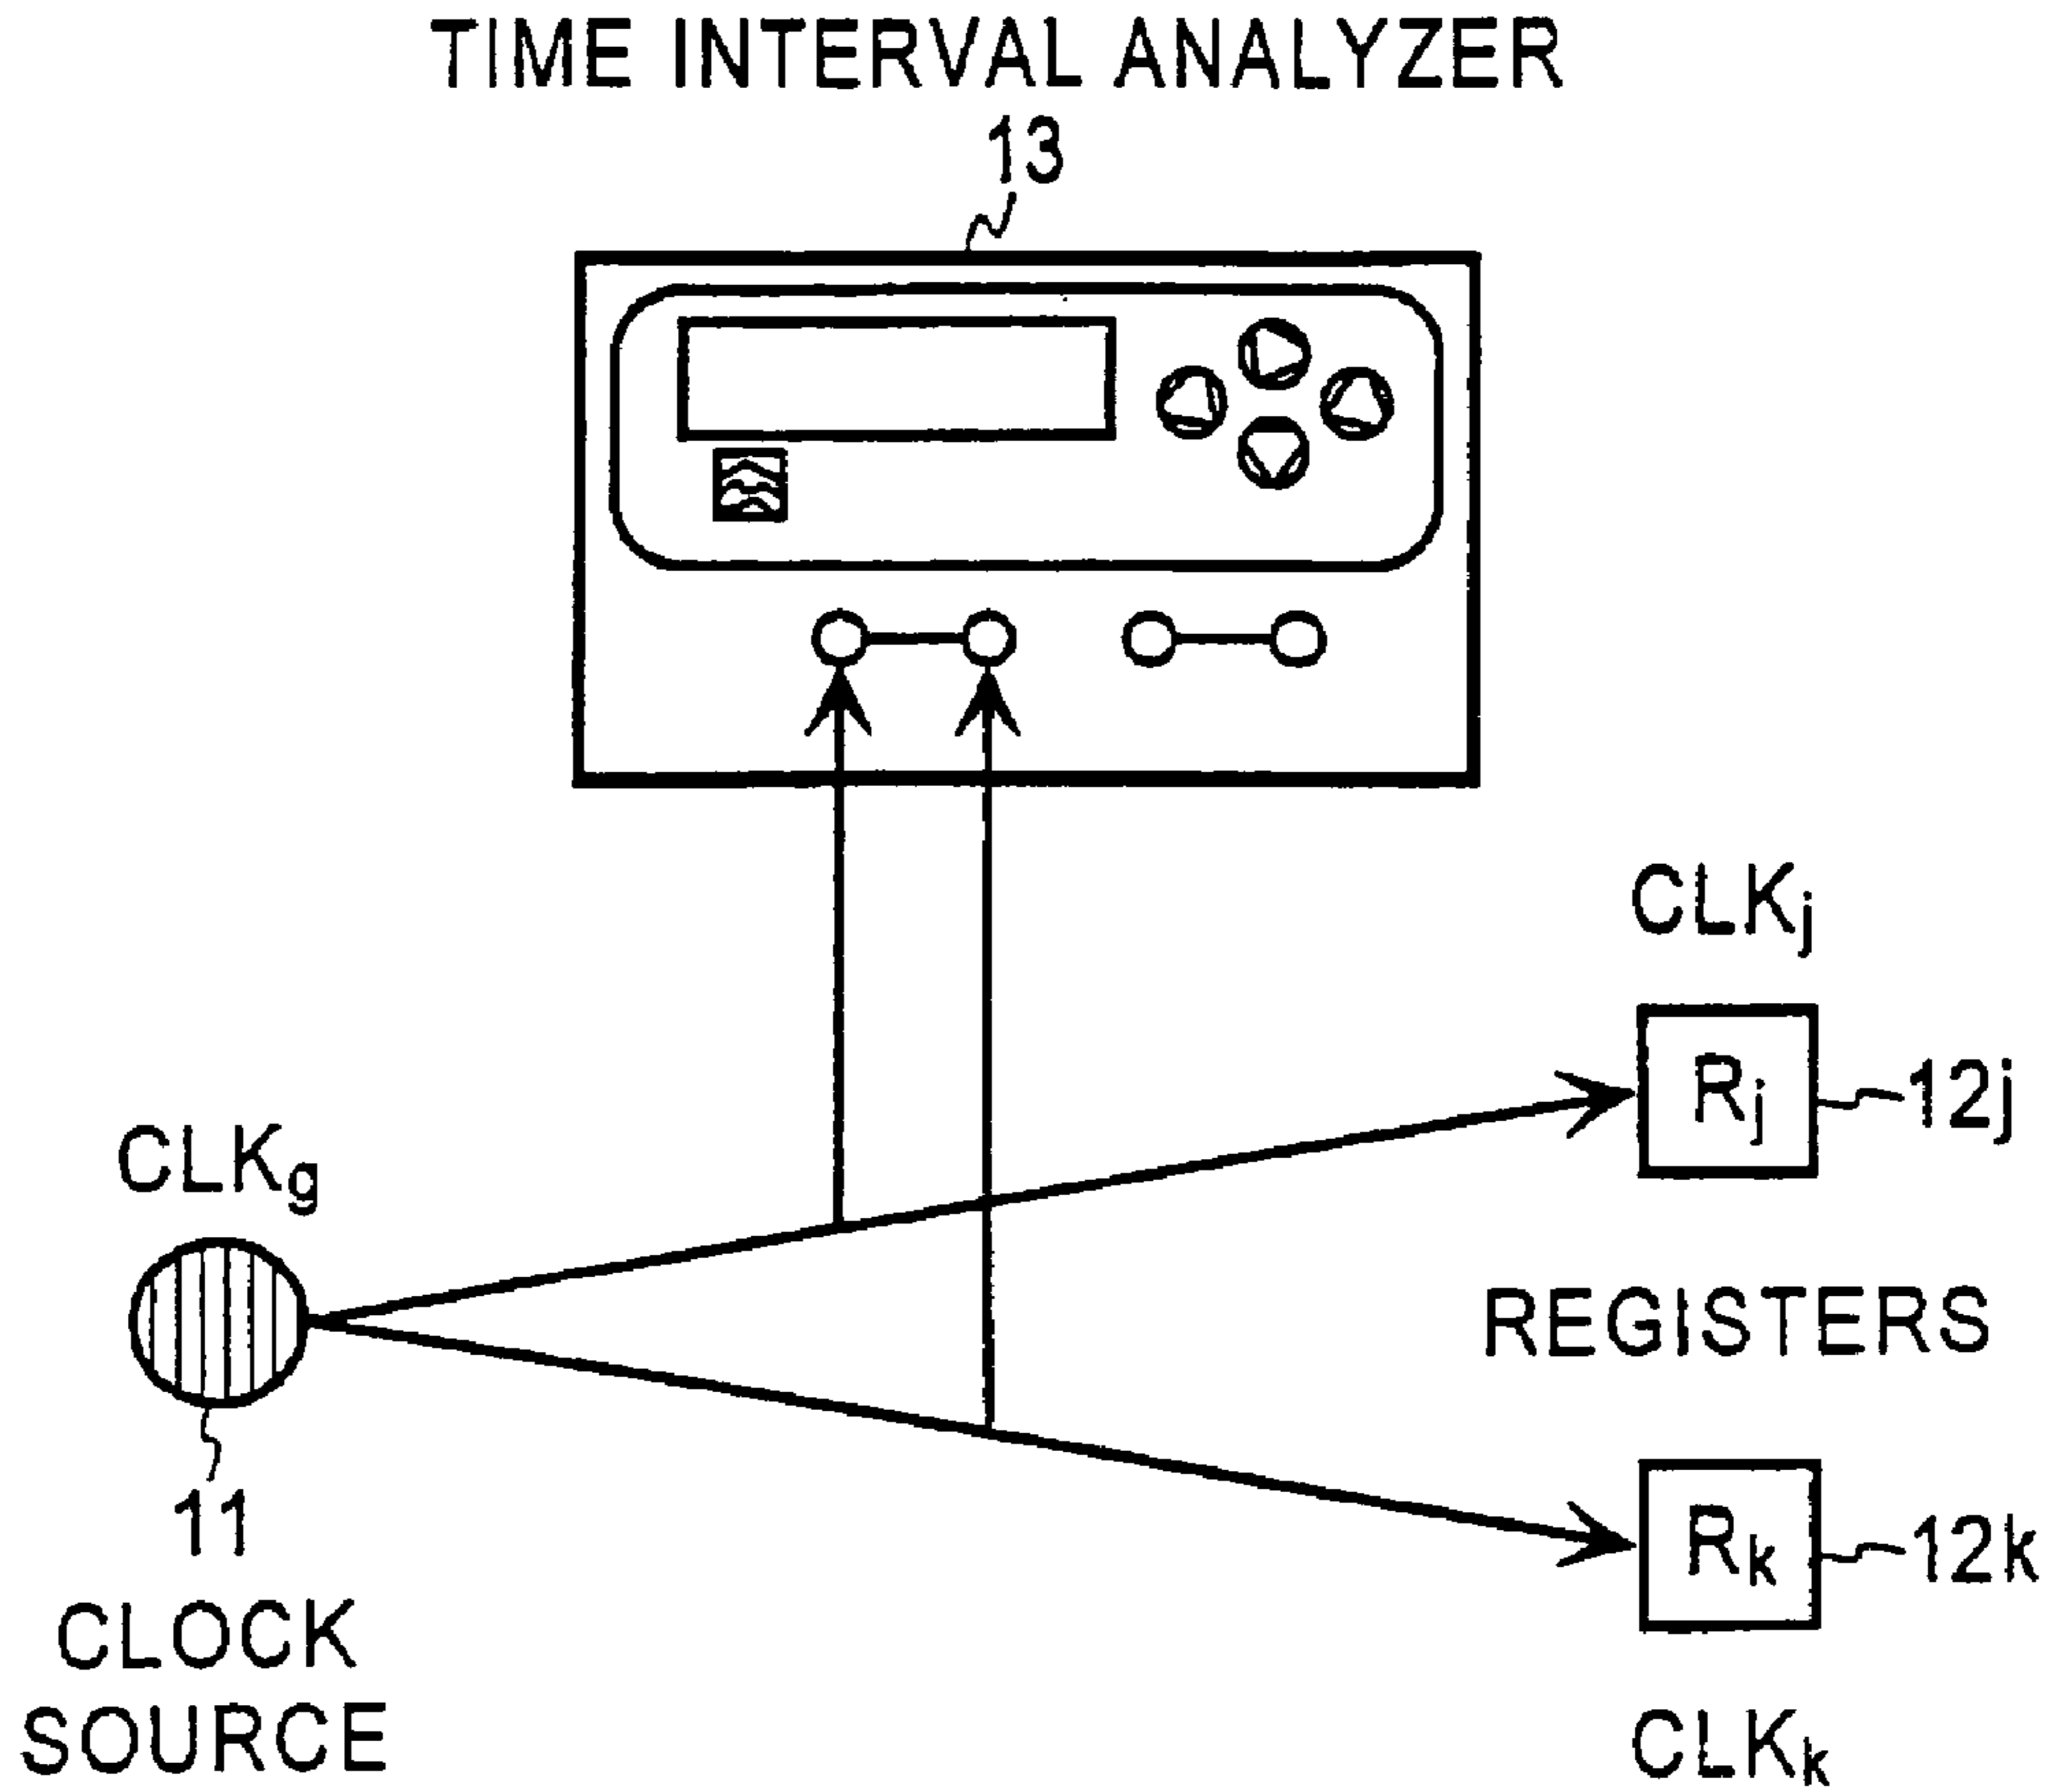 TIME INTERVAL ANALYZER
13
CLKj
Rj
12j
CLKg
REGISTERS
11
Rk
12k
CLOCK
SOURCE
CLKk